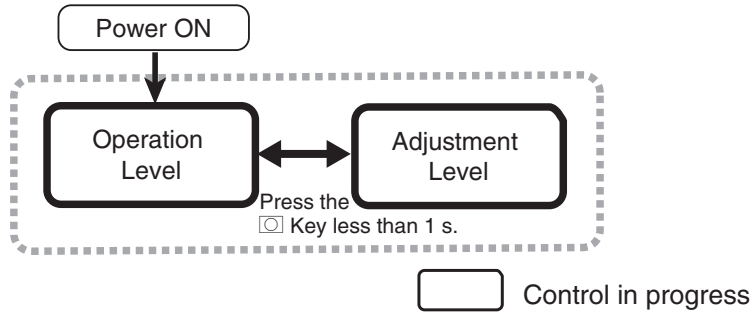 Power ON
Operation
Level
Adjustment
Level
Press the
Key less than 1 s.
Control in progress